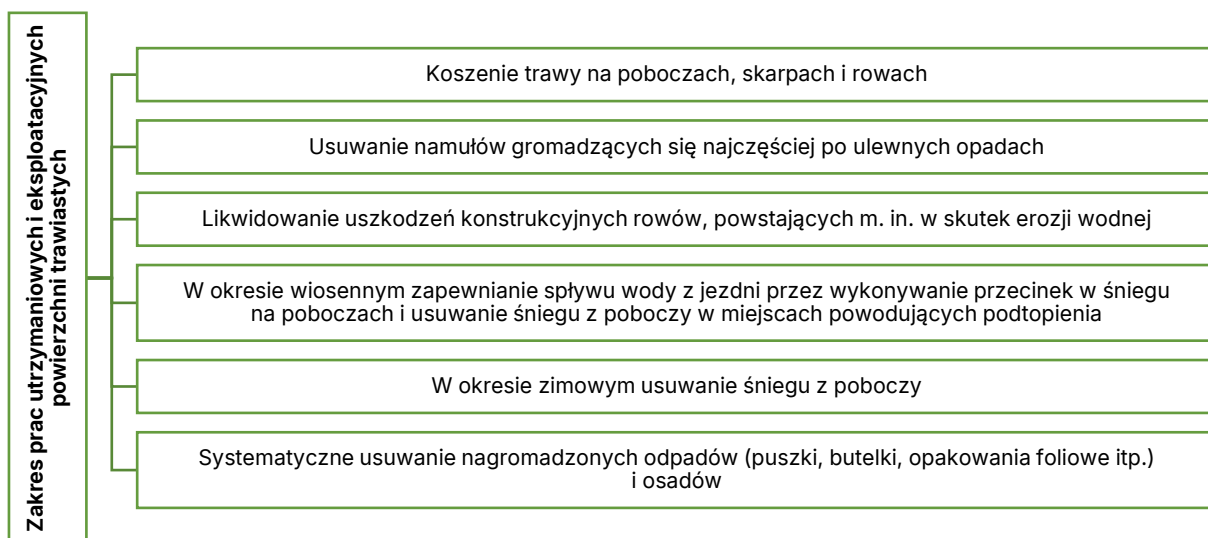 Zakres prac utrzymaniowych i eksploatacyjnych
powierzchni trawiastych
Koszenie trawy na poboczach, skarpach i rowach
Usuwanie namułów gromadzących się najczęściej po ulewnych opadach
Likwidowanie uszkodzeń konstrukcyjnych rowów, powstających m. in. w skutek erozji wodnej
W okresie wiosennym zapewnianie spływu wody z jezdni przez wykonywanie przecinek w śniegu
na poboczach i usuwanie śniegu z poboczy w miejscach powodujących podtopienia
W okresie zimowym usuwanie śniegu z poboczy
Systematyczne usuwanie nagromadzonych odpadów (puszki, butelki, opakowania foliowe itp.)
i osadów